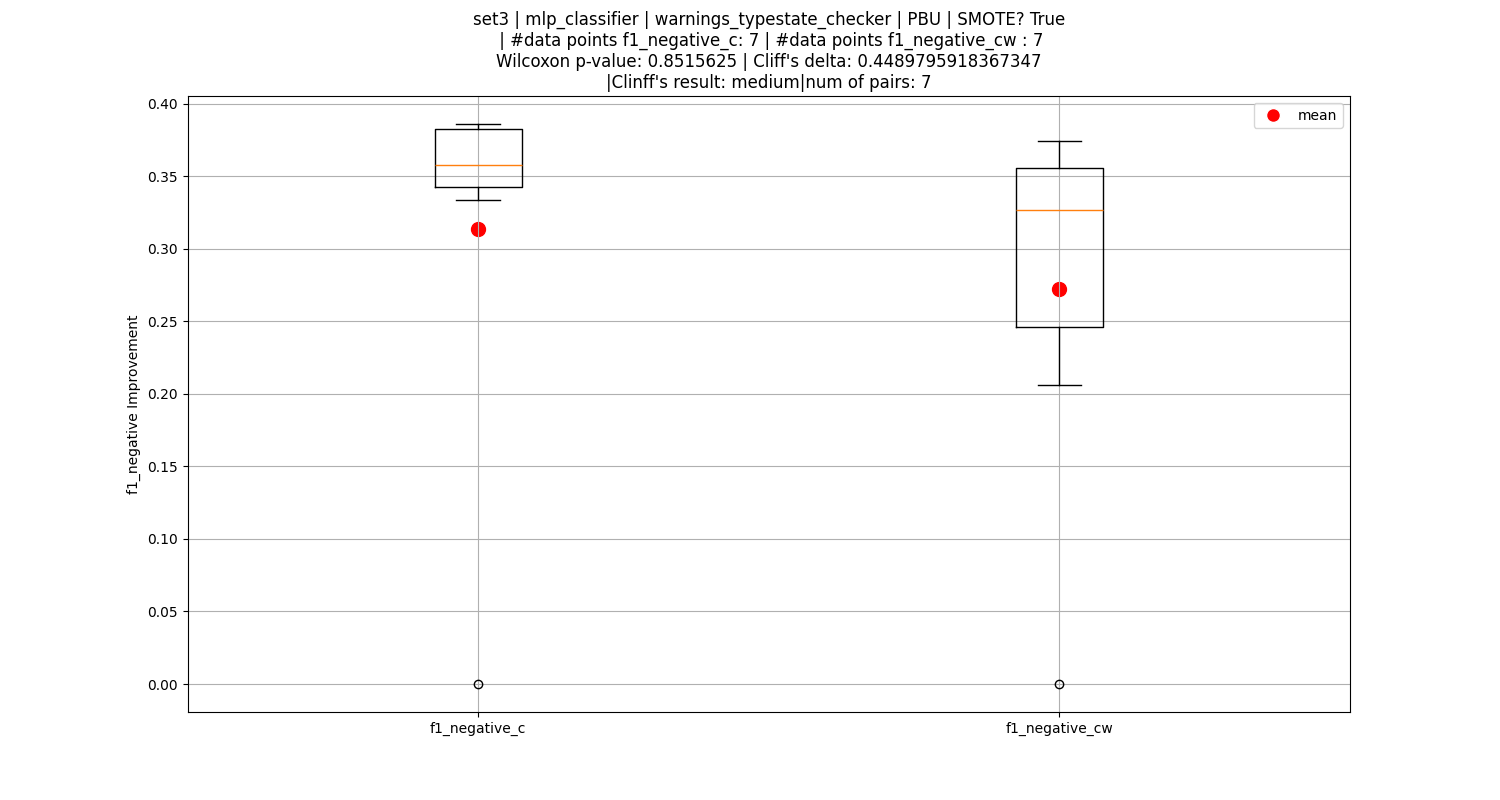 set3 | mlp_classifier | warnings_typestate_checker | PBU | SMOTE? True
| #data points f1_negative_c: 7 | #data points f1_negative_cw : 7
Wilcoxon p-value: 0.8515625 | Cliff's delta: 0.4489795918367347
|Clinff's result: medium|num of pairs: 7
mean
0.40
0.35
0.30
0.25
0.20
0.15
0.10
0.05
0.00
f1_negative Improvement
f1_negative_c
f1_negative_cw